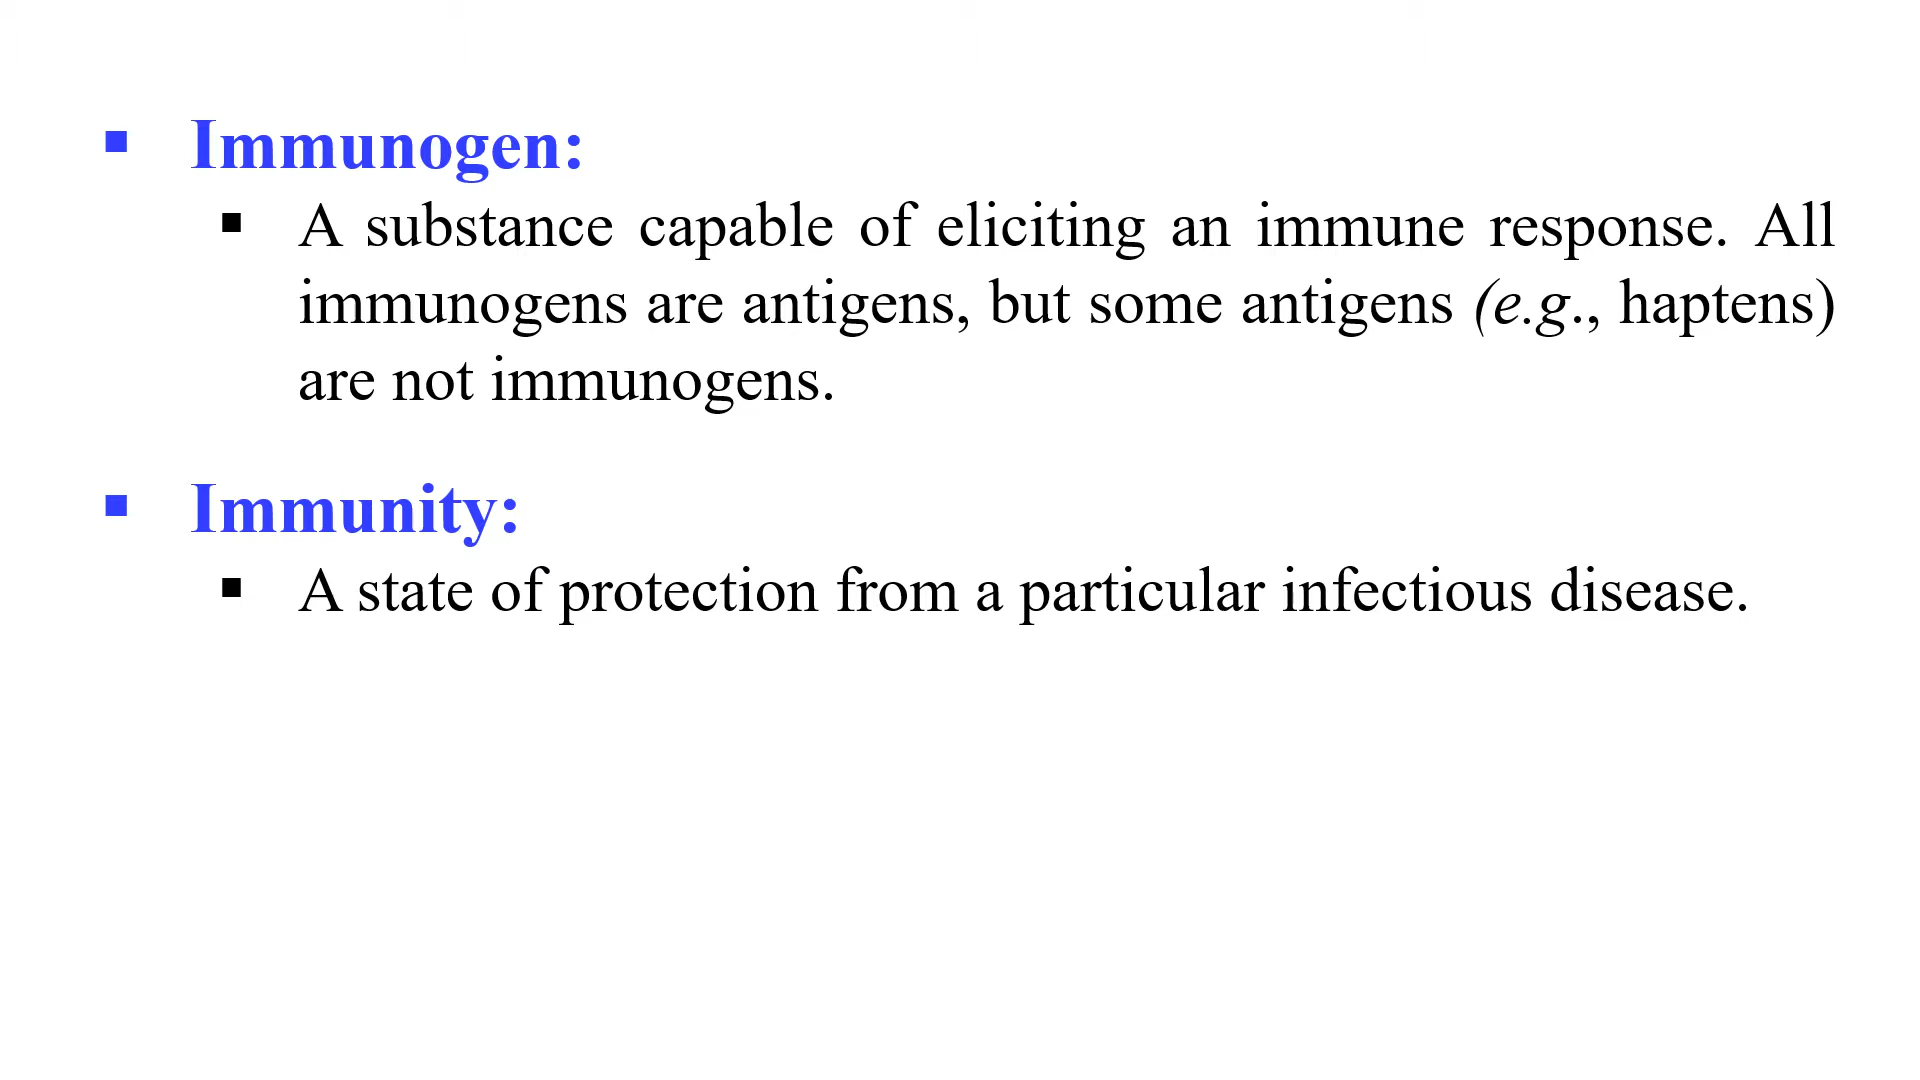 ▪ Immunogen:
▪ A substance capable of eliciting an immune response. All
immunogens are antigens, but some antigens (e.g., haptens)
are not immunogens.
▪ Immunity:
▪ A state of protection from a particular infectious disease.